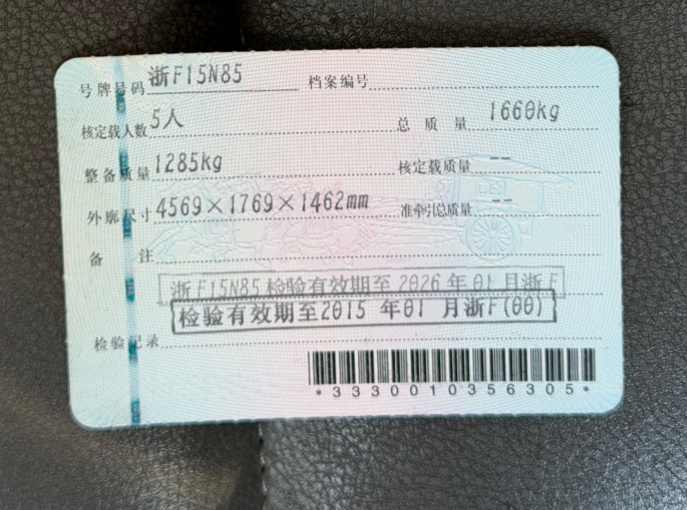 号牌号码 浙F15N85 档案编号
核定载人数 5人 总质量 1660kg
整备质量 1285kg 核定载质量 --
外廓尺寸 4569×1769×1462mm 准牵引总质量 --
备注
浙F15N85检验有效期至2026年01月浙F
检验有效期至2015年01月浙F(00)
检验记录
*3330010356305*